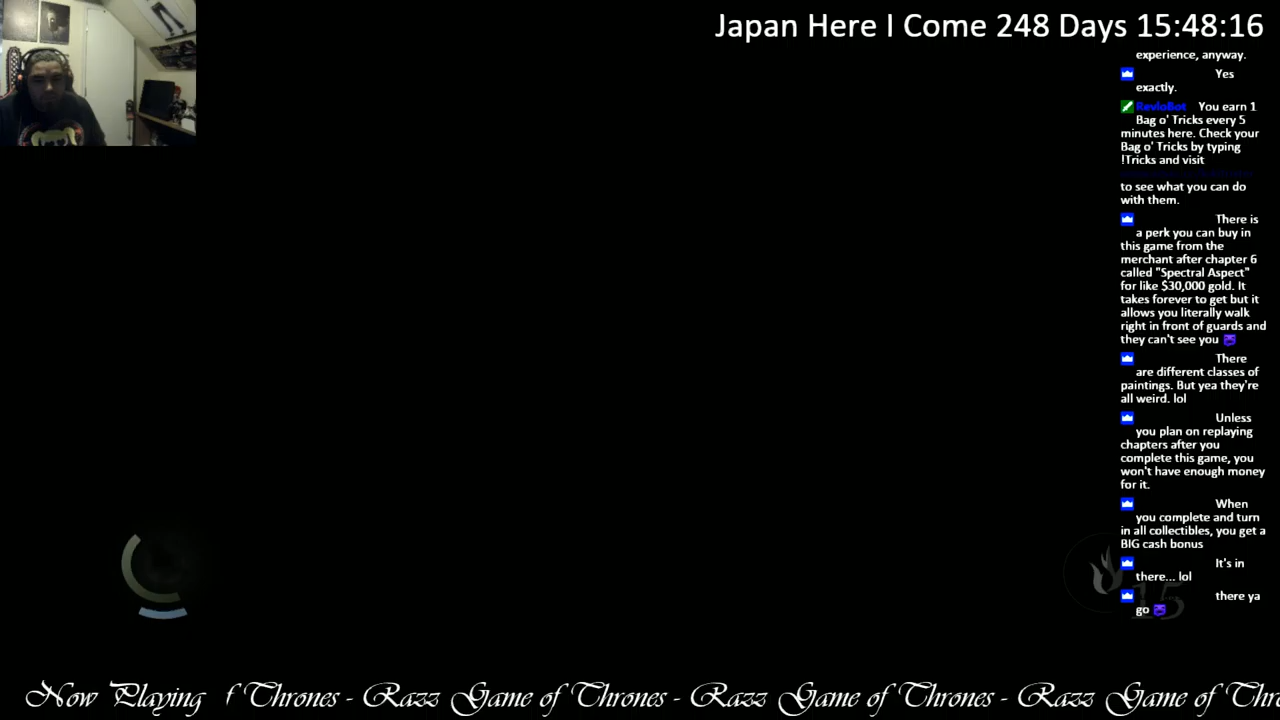 Japan Here I Come 248 Days 15:48:16
experience, anyway.
Yes
exactly.
RevloBot You earn 1
Bag o' Tricks every 5
minutes here. Check your
Bag o' Tricks by typing
!Tricks and visit
to see what you can do
with them.
There is
a perk you can buy in
this game from the
merchant after chapter 6
called "Spectral Aspect"
for like $30,000 gold. It
takes forever to get but it
allows you literally walk
right in front of guards and
they can't see you
There
are different classes of
paintings. But yea they're
all weird. lol
Unless
you plan on replaying
chapters after you
complete this game, you
won't have enough money
for it.
When
you complete and turn
in all collectibles, you get a
BIG cash bonus
It's in
there... lol
there ya
go
15
Now Playing f Thrones - Razz Game of Thrones - Razz Game of Thrones - Razz Game of Thr